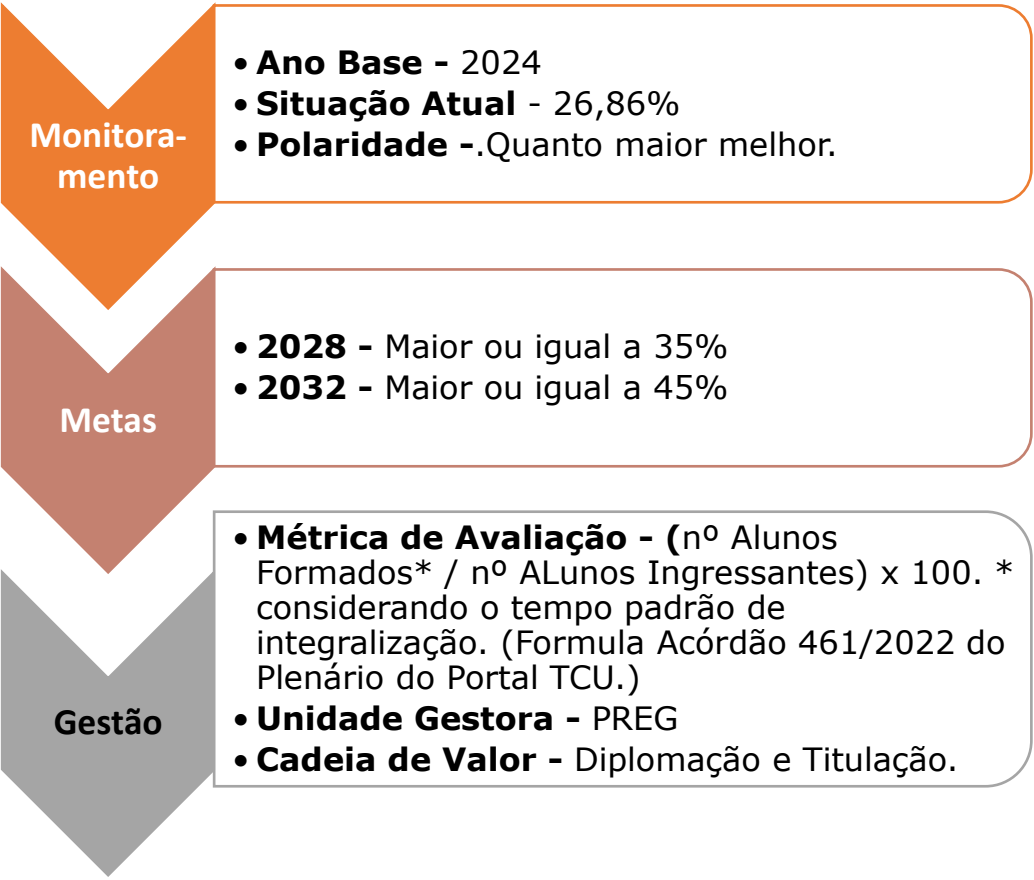 Monitora-
mento
• Ano Base - 2024
• Situação Atual - 26,86%
• Polaridade -.Quanto maior melhor.
Metas
• 2028 - Maior ou igual a 35%
• 2032 - Maior ou igual a 45%
Gestão
• Métrica de Avaliação - (nº Alunos
Formados* / nº ALunos Ingressantes) x 100. *
considerando o tempo padrão de
integralização. (Formula Acórdão 461/2022 do
Plenário do Portal TCU.)
• Unidade Gestora - PREG
• Cadeia de Valor - Diplomação e Titulação.